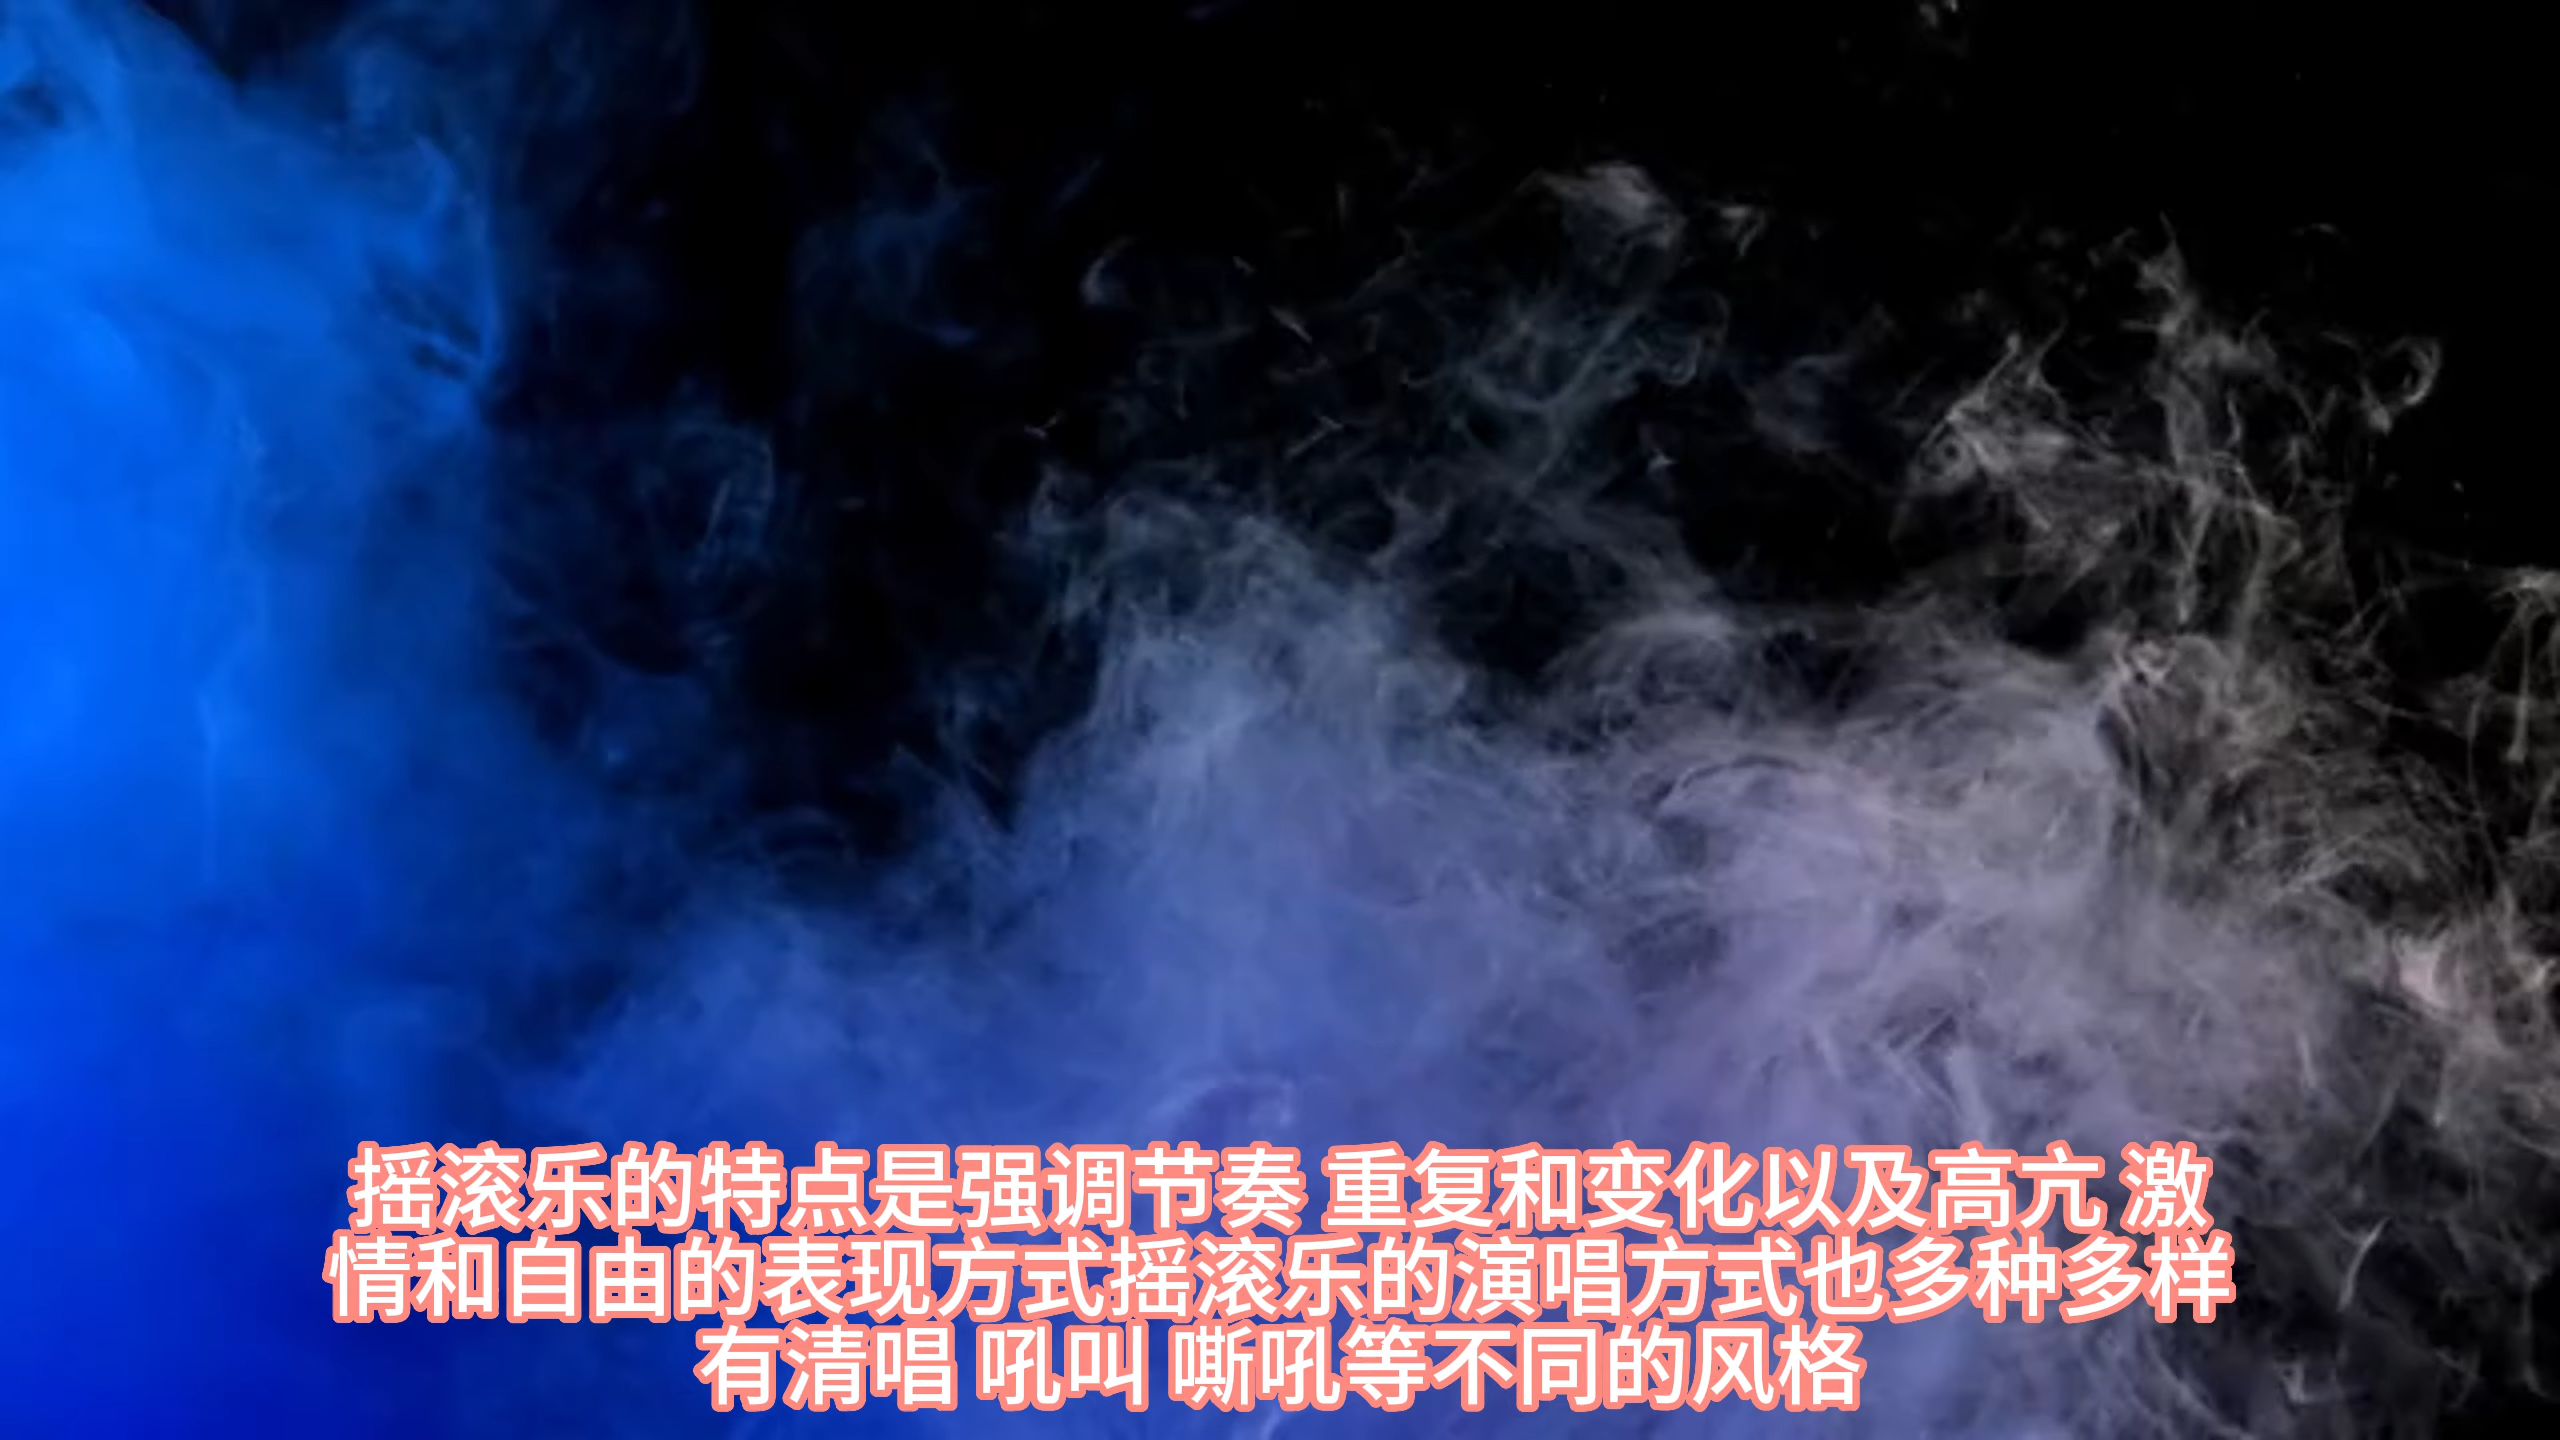 摇滚乐的特点是强调节奏 重复和变化以及高亢 激
情和自由的表现方式摇滚乐的演唱方式也多种多样
有清唱 吼叫 嘶吼等不同的风格